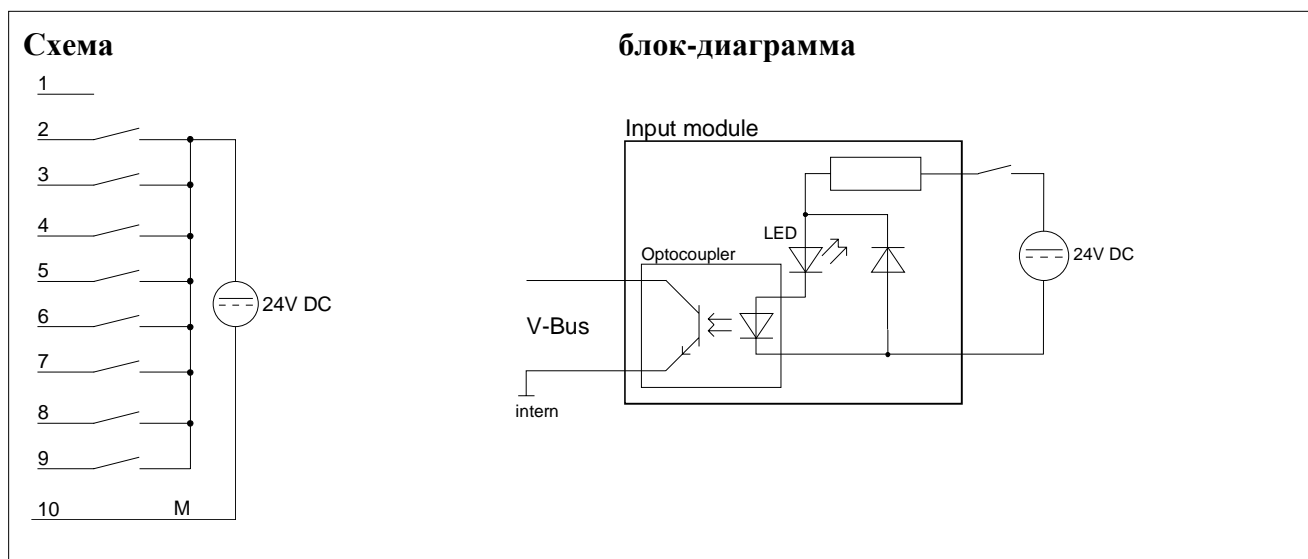 Схема
1
2
3
4
5
6
7
8
9
10 M
24V DC
блок-диаграмма
Input module
LED
Optocoupler
24V DC
V-Bus
intern